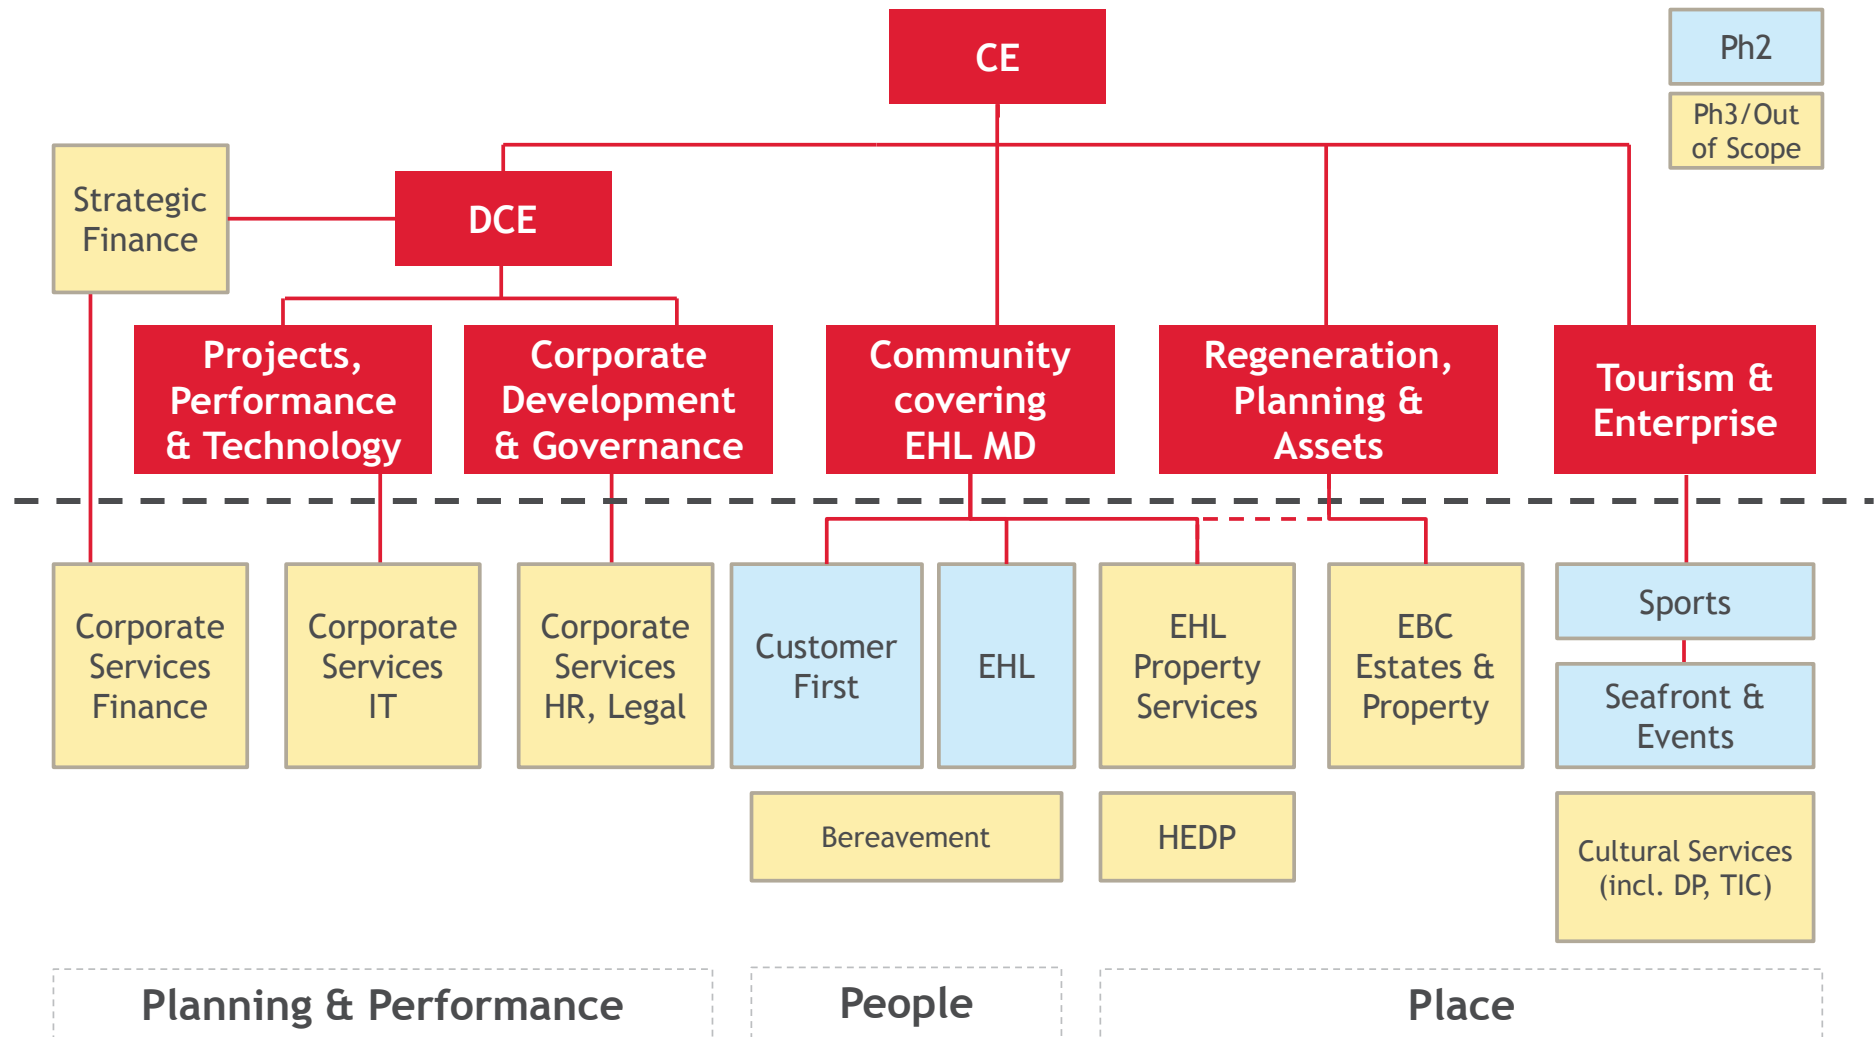 CE
Ph2
Ph3/Out
of Scope
Strategic
Finance
DCE
Projects,
Performance
& Technology
Corporate
Development
& Governance
Community
covering
EHL MD
Regeneration,
Planning &
Assets
Tourism &
Enterprise
Corporate
Services
Finance
Corporate
Services
IT
Corporate
Services
HR, Legal
Customer
First
EHL
EHL
Property
Services
EBC
Estates &
Property
Sports
Seafront &
Events
Bereavement
HEDP
Cultural Services
(incl. DP, TIC)
Planning & Performance
People
Place